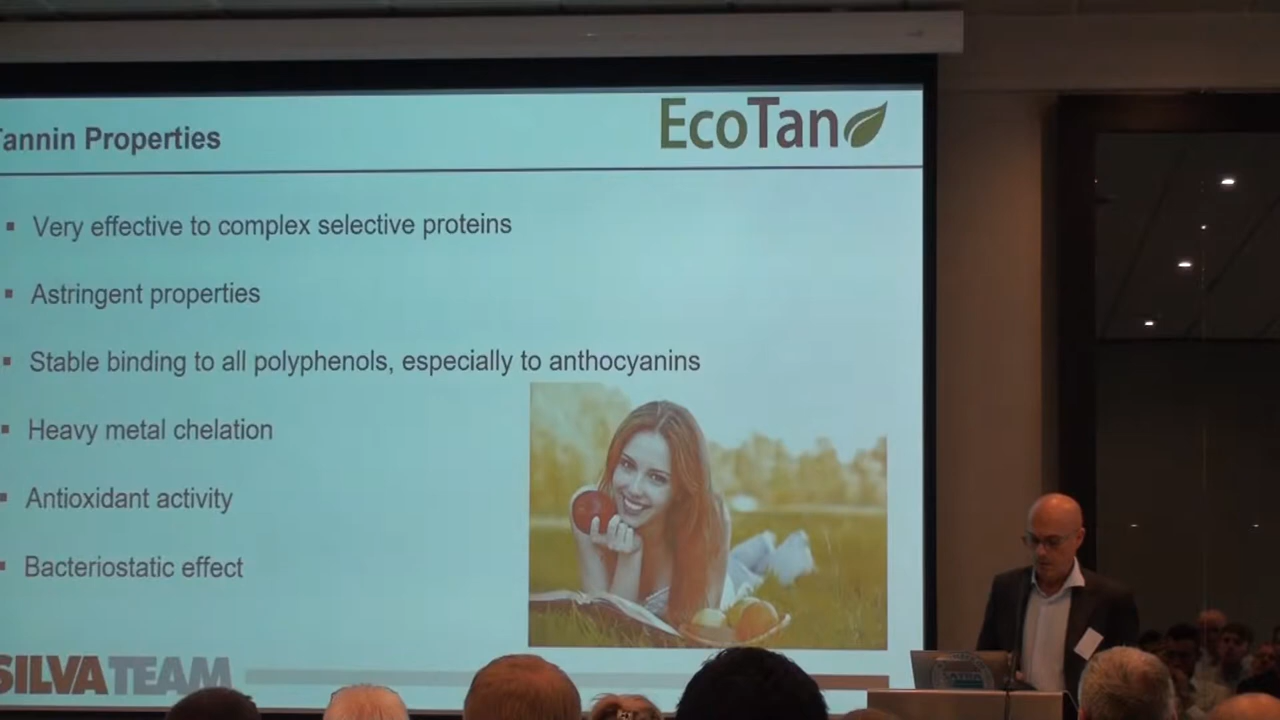 Tannin Properties
EcoTan
Very effective to complex selective proteins
Astringent properties
Stable binding to all polyphenols, especially to anthocyanins
Heavy metal chelation
Antioxidant activity
Bacteriostatic effect
SILVATEAM